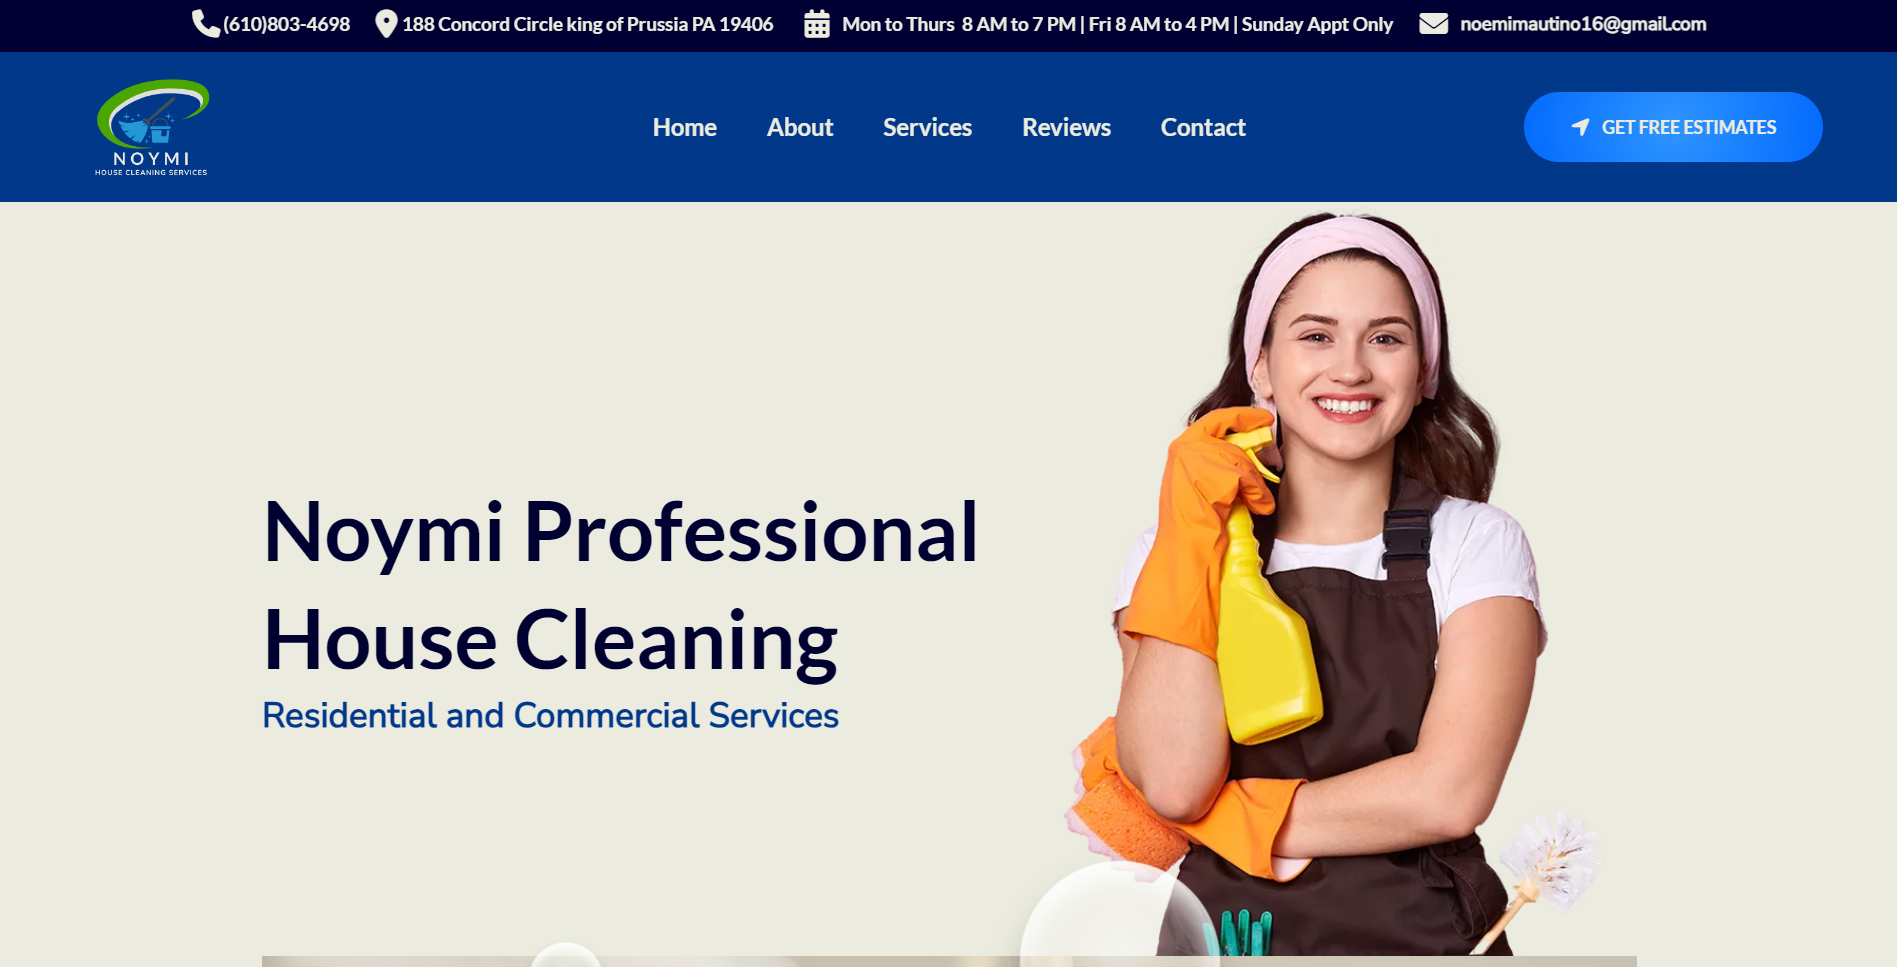 (610)803-4698
188 Concord Circle king of Prussia PA 19406
Mon to Thurs  8 AM to 7 PM | Fri 8 AM to 4 PM | Sunday Appt Only
noemimautino16@gmail.com
NOYMI
HOUSE CLEANING SERVICES
Home
About
Services
Reviews
Contact
GET FREE ESTIMATES
Noymi Professional
House Cleaning
Residential and Commercial Services